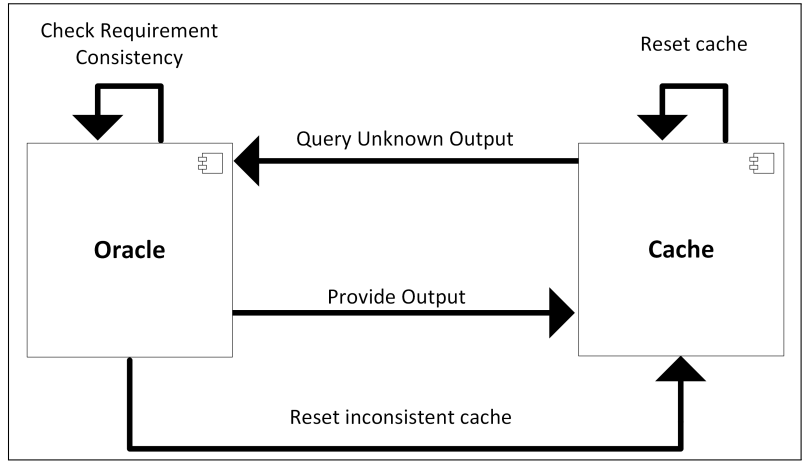 Check Requirement
Consistency
Reset cache
Query Unknown Output
Oracle
Cache
Provide Output
Reset inconsistent cache